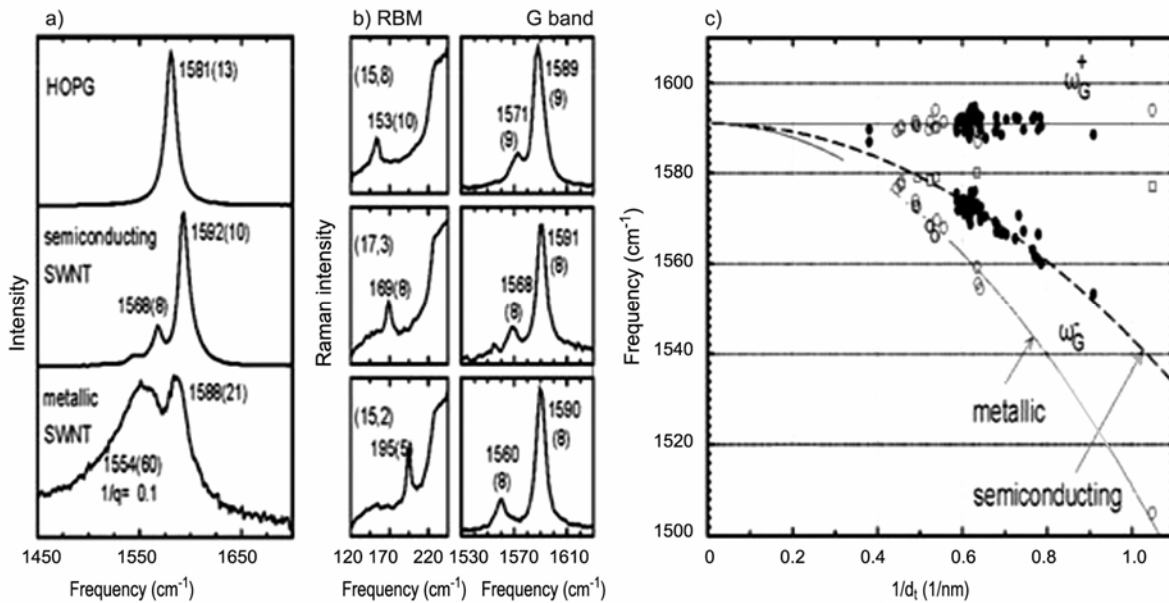 a)
Intensity
HOPG
1581(13)
semiconducting
SWNT
1592(10)
1568(8)
metallic
SWNT
1588(21)
1554(60)
1/q= 0.1
1450 1550 1650
Frequency (cm⁻¹)
b) RBM
G band
Raman intensity
(15,8)
153(10)
1571
(9)
1589
(9)
(17,3)
169(8)
1568
(8)
1591
(8)
(15,2)
195(5)
1560
(8)
1590
(8)
120 170 220
1530 1570 1610
Frequency (cm⁻¹)
Frequency (cm⁻¹)
c)
Frequency (cm⁻¹)
1600
1590
1580
1560
1540
1520
1500
ω_G⁺
ω_G⁻
metallic
semiconducting
0 0.4 0.6 0.8 1.0
1/dₜ (1/nm)